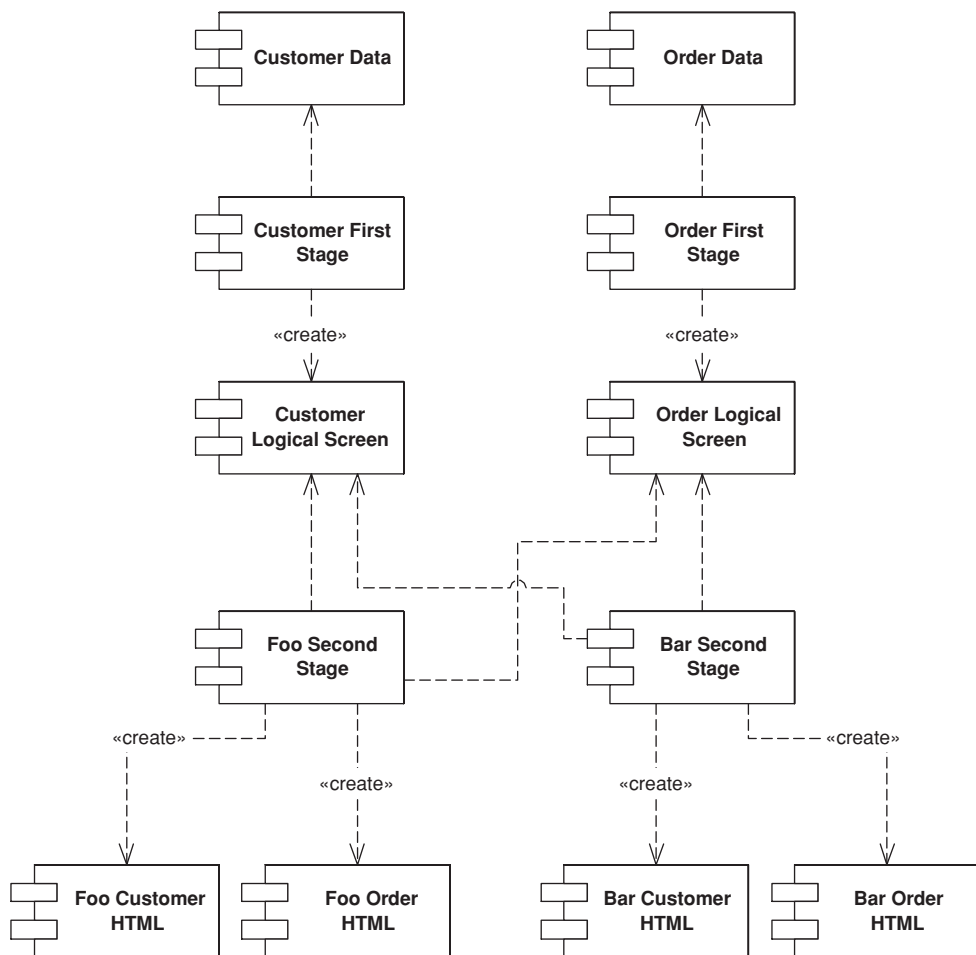 Customer Data
Order Data
Customer First
Stage
Order First
Stage
«create»
«create»
Customer
Logical Screen
Order Logical
Screen
Foo Second
Stage
Bar Second
Stage
«create»
«create»
«create»
«create»
Foo Customer
HTML
Foo Order
HTML
Bar Customer
HTML
Bar Order
HTML